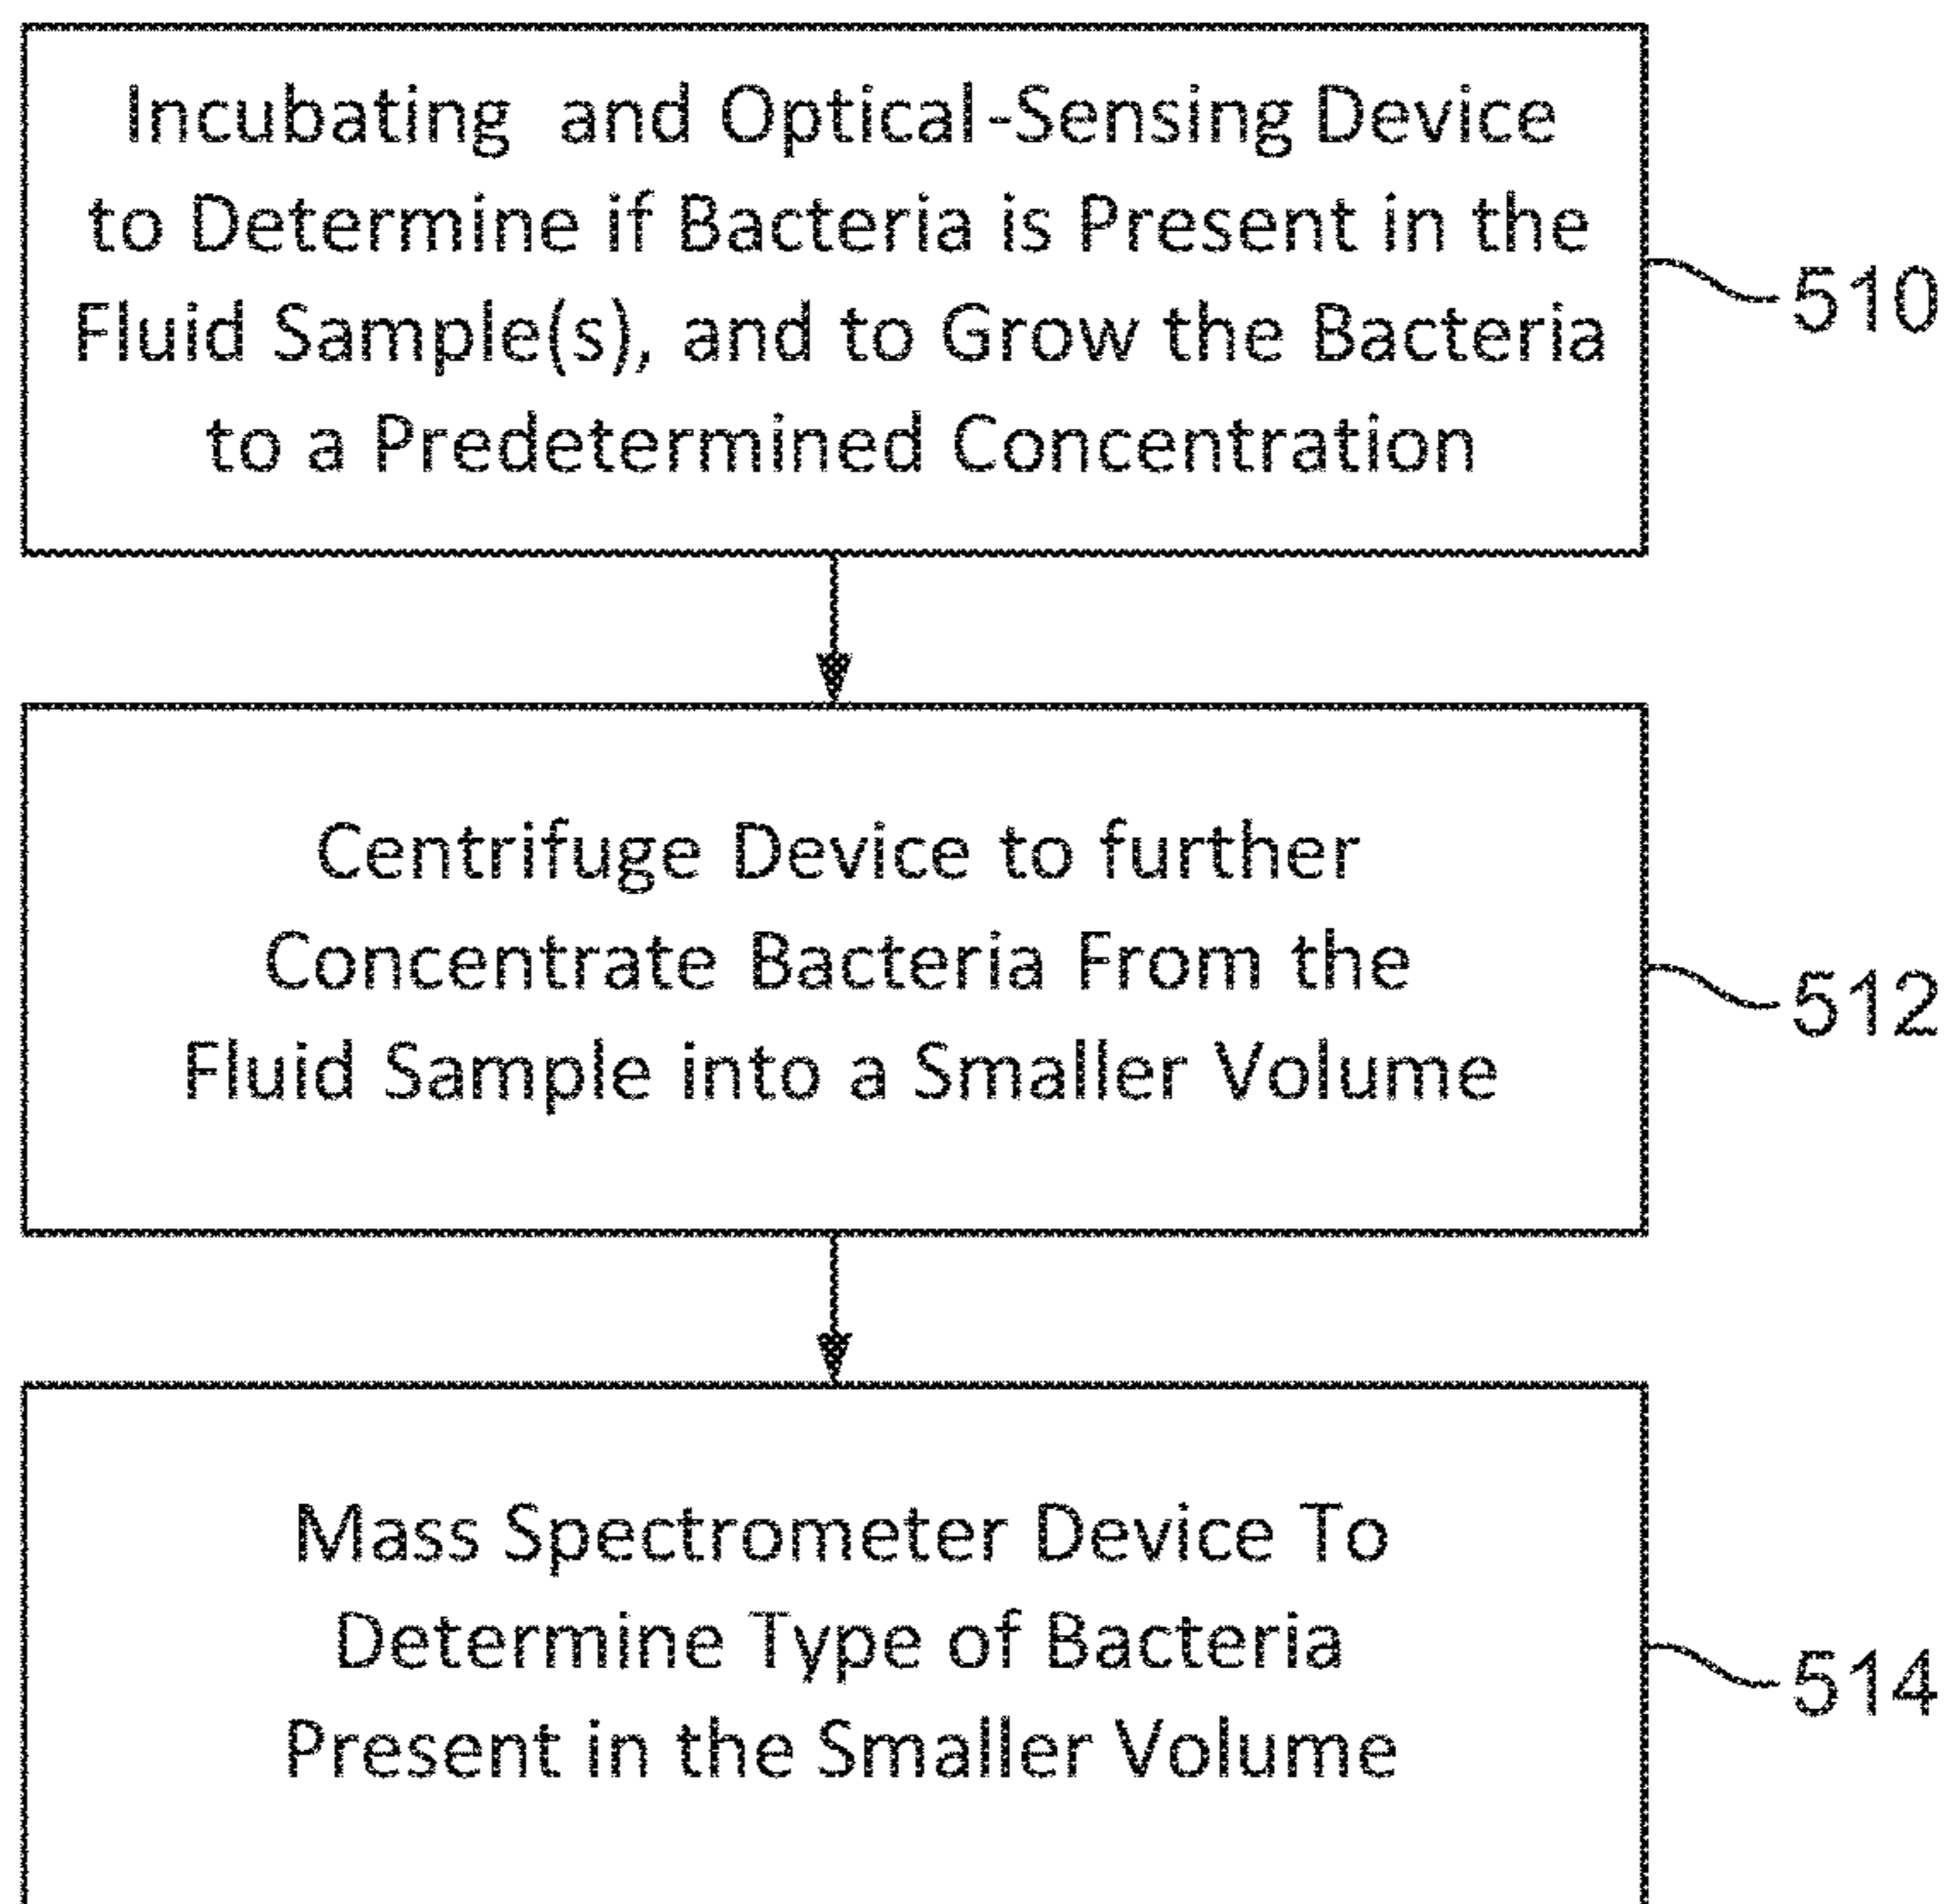 Incubating and Optical-Sensing Device
to Determine if Bacteria is Present in the
Fluid Sample(s), and to Grow the Bacteria
to a Predetermined Concentration
510
Centrifuge Device to further
Concentrate Bacteria From the
Fluid Sample into a Smaller Volume
512
Mass Spectrometer Device To
Determine Type of Bacteria
Present in the Smaller Volume
514